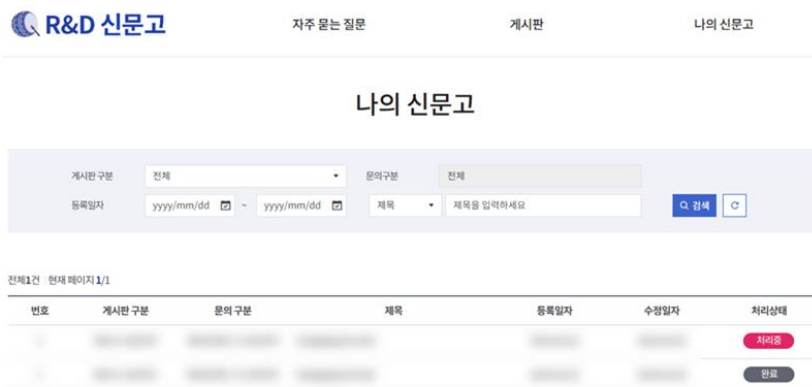 R&D 신문고 자주 묻는 질문 게시판 나의 신문고
나의 신문고
게시판 구분 전체 문의구분 전체
등록일자 yyyy/mm/dd ~ yyyy/mm/dd 제목 제목을 입력하세요 검색
전체1건 현재 페이지 1/1
번호 게시판 구분 문의 구분 제목 등록일자 수정일자 처리상태
처리중
완료